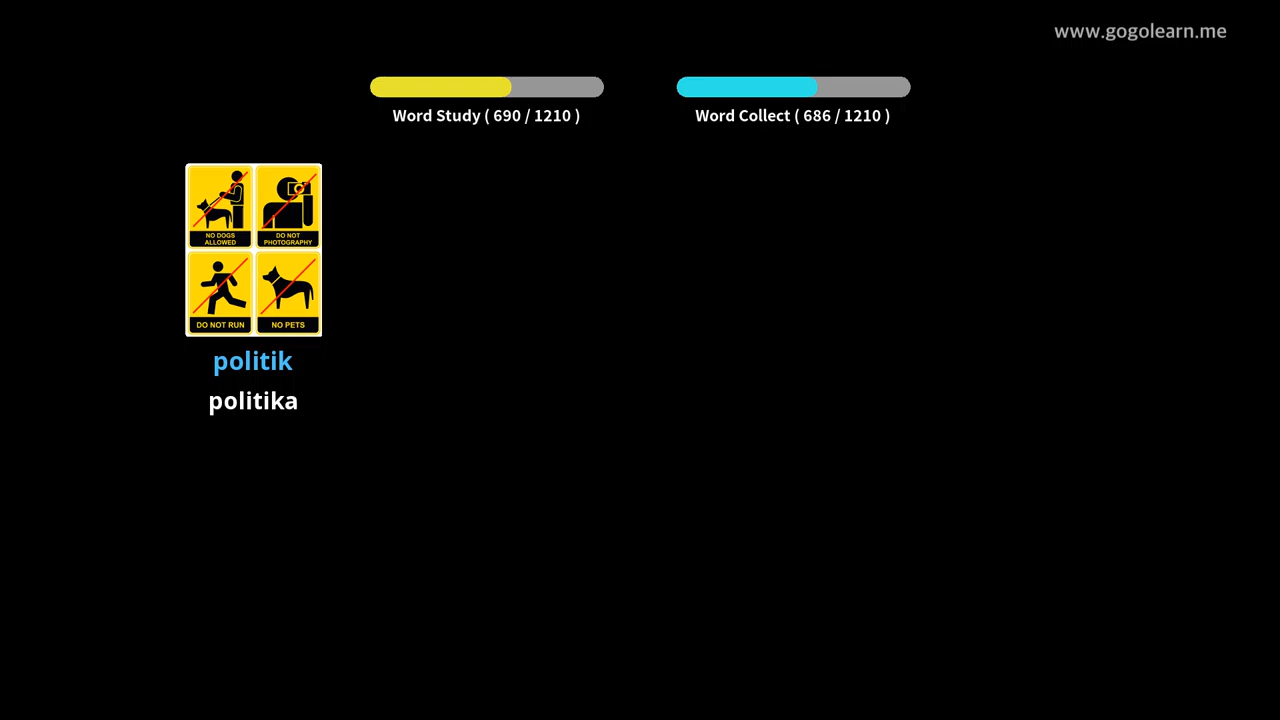 www.gogolearn.me
Word Study ( 690 / 1210 )
Word Collect ( 686 / 1210 )
NO DOGS
ALLOWED
DO NOT
PHOTOGRAPHY
DO NOT RUN
NO PETS
politik
politika